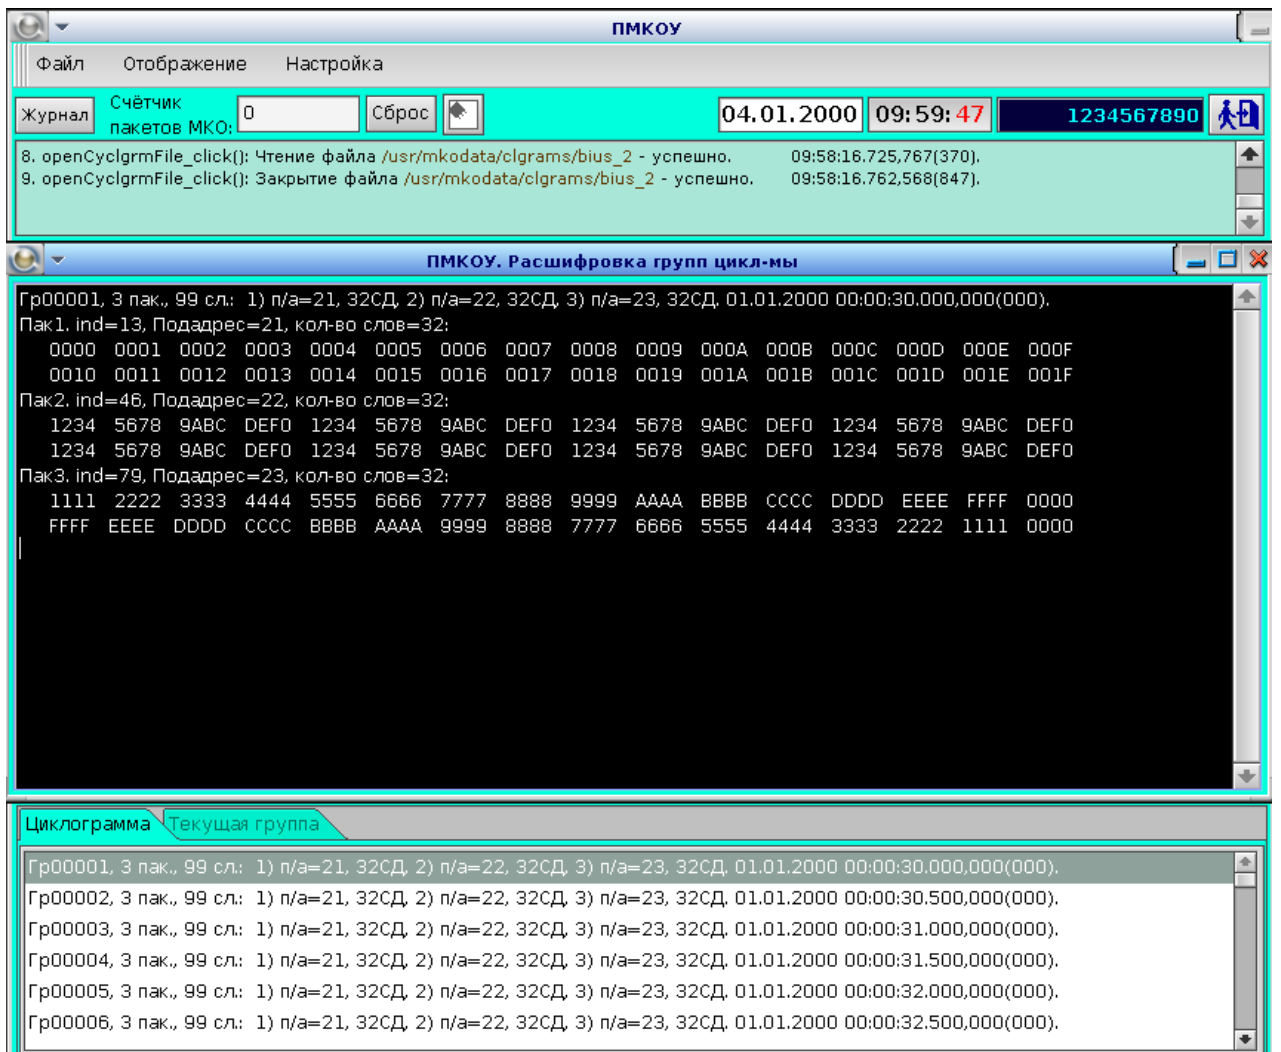 ПМКОУ
Файл Отображение Настройка
Журнал Счётчик пакетов МКО: 0 Сброс 04.01.2000 09:59:47 1234567890
8. openCyclgrmFile_click(): Чтение файла /usr/mkodata/clgrams/bius_2 - успешно. 09:58:16.725,767(370).
9. openCyclgrmFile_click(): Закрытие файла /usr/mkodata/clgrams/bius_2 - успешно. 09:58:16.762,568(847).
ПМКОУ. Расшифровка групп цикл-мы
Гр00001, 3 пак., 99 сл.: 1) п/а=21, 32СД, 2) п/а=22, 32СД, 3) п/а=23, 32СД, 01.01.2000 00:00:30.000,000(000).
Пак1. ind=13, Подадрес=21, кол-во слов=32:
0000 0001 0002 0003 0004 0005 0006 0007 0008 0009 000A 000B 000C 000D 000E 000F
0010 0011 0012 0013 0014 0015 0016 0017 0018 0019 001A 001B 001C 001D 001E 001F
Пак2. ind=46, Подадрес=22, кол-во слов=32:
1234 5678 9ABC DEF0 1234 5678 9ABC DEF0 1234 5678 9ABC DEF0 1234 5678 9ABC DEF0
1234 5678 9ABC DEF0 1234 5678 9ABC DEF0 1234 5678 9ABC DEF0 1234 5678 9ABC DEF0
Пак3. ind=79, Подадрес=23, кол-во слов=32:
1111 2222 3333 4444 5555 6666 7777 8888 9999 AAAA BBBB CCCC DDDD EEEE FFFF 0000
FFFF EEEE DDDD CCCC BBBB AAAA 9999 8888 7777 6666 5555 4444 3333 2222 1111 0000
Циклограмма Текущая группа
Гр00001, 3 пак., 99 сл.: 1) п/а=21, 32СД, 2) п/а=22, 32СД, 3) п/а=23, 32СД, 01.01.2000 00:00:30.000,000(000).
Гр00002, 3 пак., 99 сл.: 1) п/а=21, 32СД, 2) п/а=22, 32СД, 3) п/а=23, 32СД, 01.01.2000 00:00:30.500,000(000).
Гр00003, 3 пак., 99 сл.: 1) п/а=21, 32СД, 2) п/а=22, 32СД, 3) п/а=23, 32СД, 01.01.2000 00:00:31.000,000(000).
Гр00004, 3 пак., 99 сл.: 1) п/а=21, 32СД, 2) п/а=22, 32СД, 3) п/а=23, 32СД, 01.01.2000 00:00:31.500,000(000).
Гр00005, 3 пак., 99 сл.: 1) п/а=21, 32СД, 2) п/а=22, 32СД, 3) п/а=23, 32СД, 01.01.2000 00:00:32.000,000(000).
Гр00006, 3 пак., 99 сл.: 1) п/а=21, 32СД, 2) п/а=22, 32СД, 3) п/а=23, 32СД, 01.01.2000 00:00:32.500,000(000).